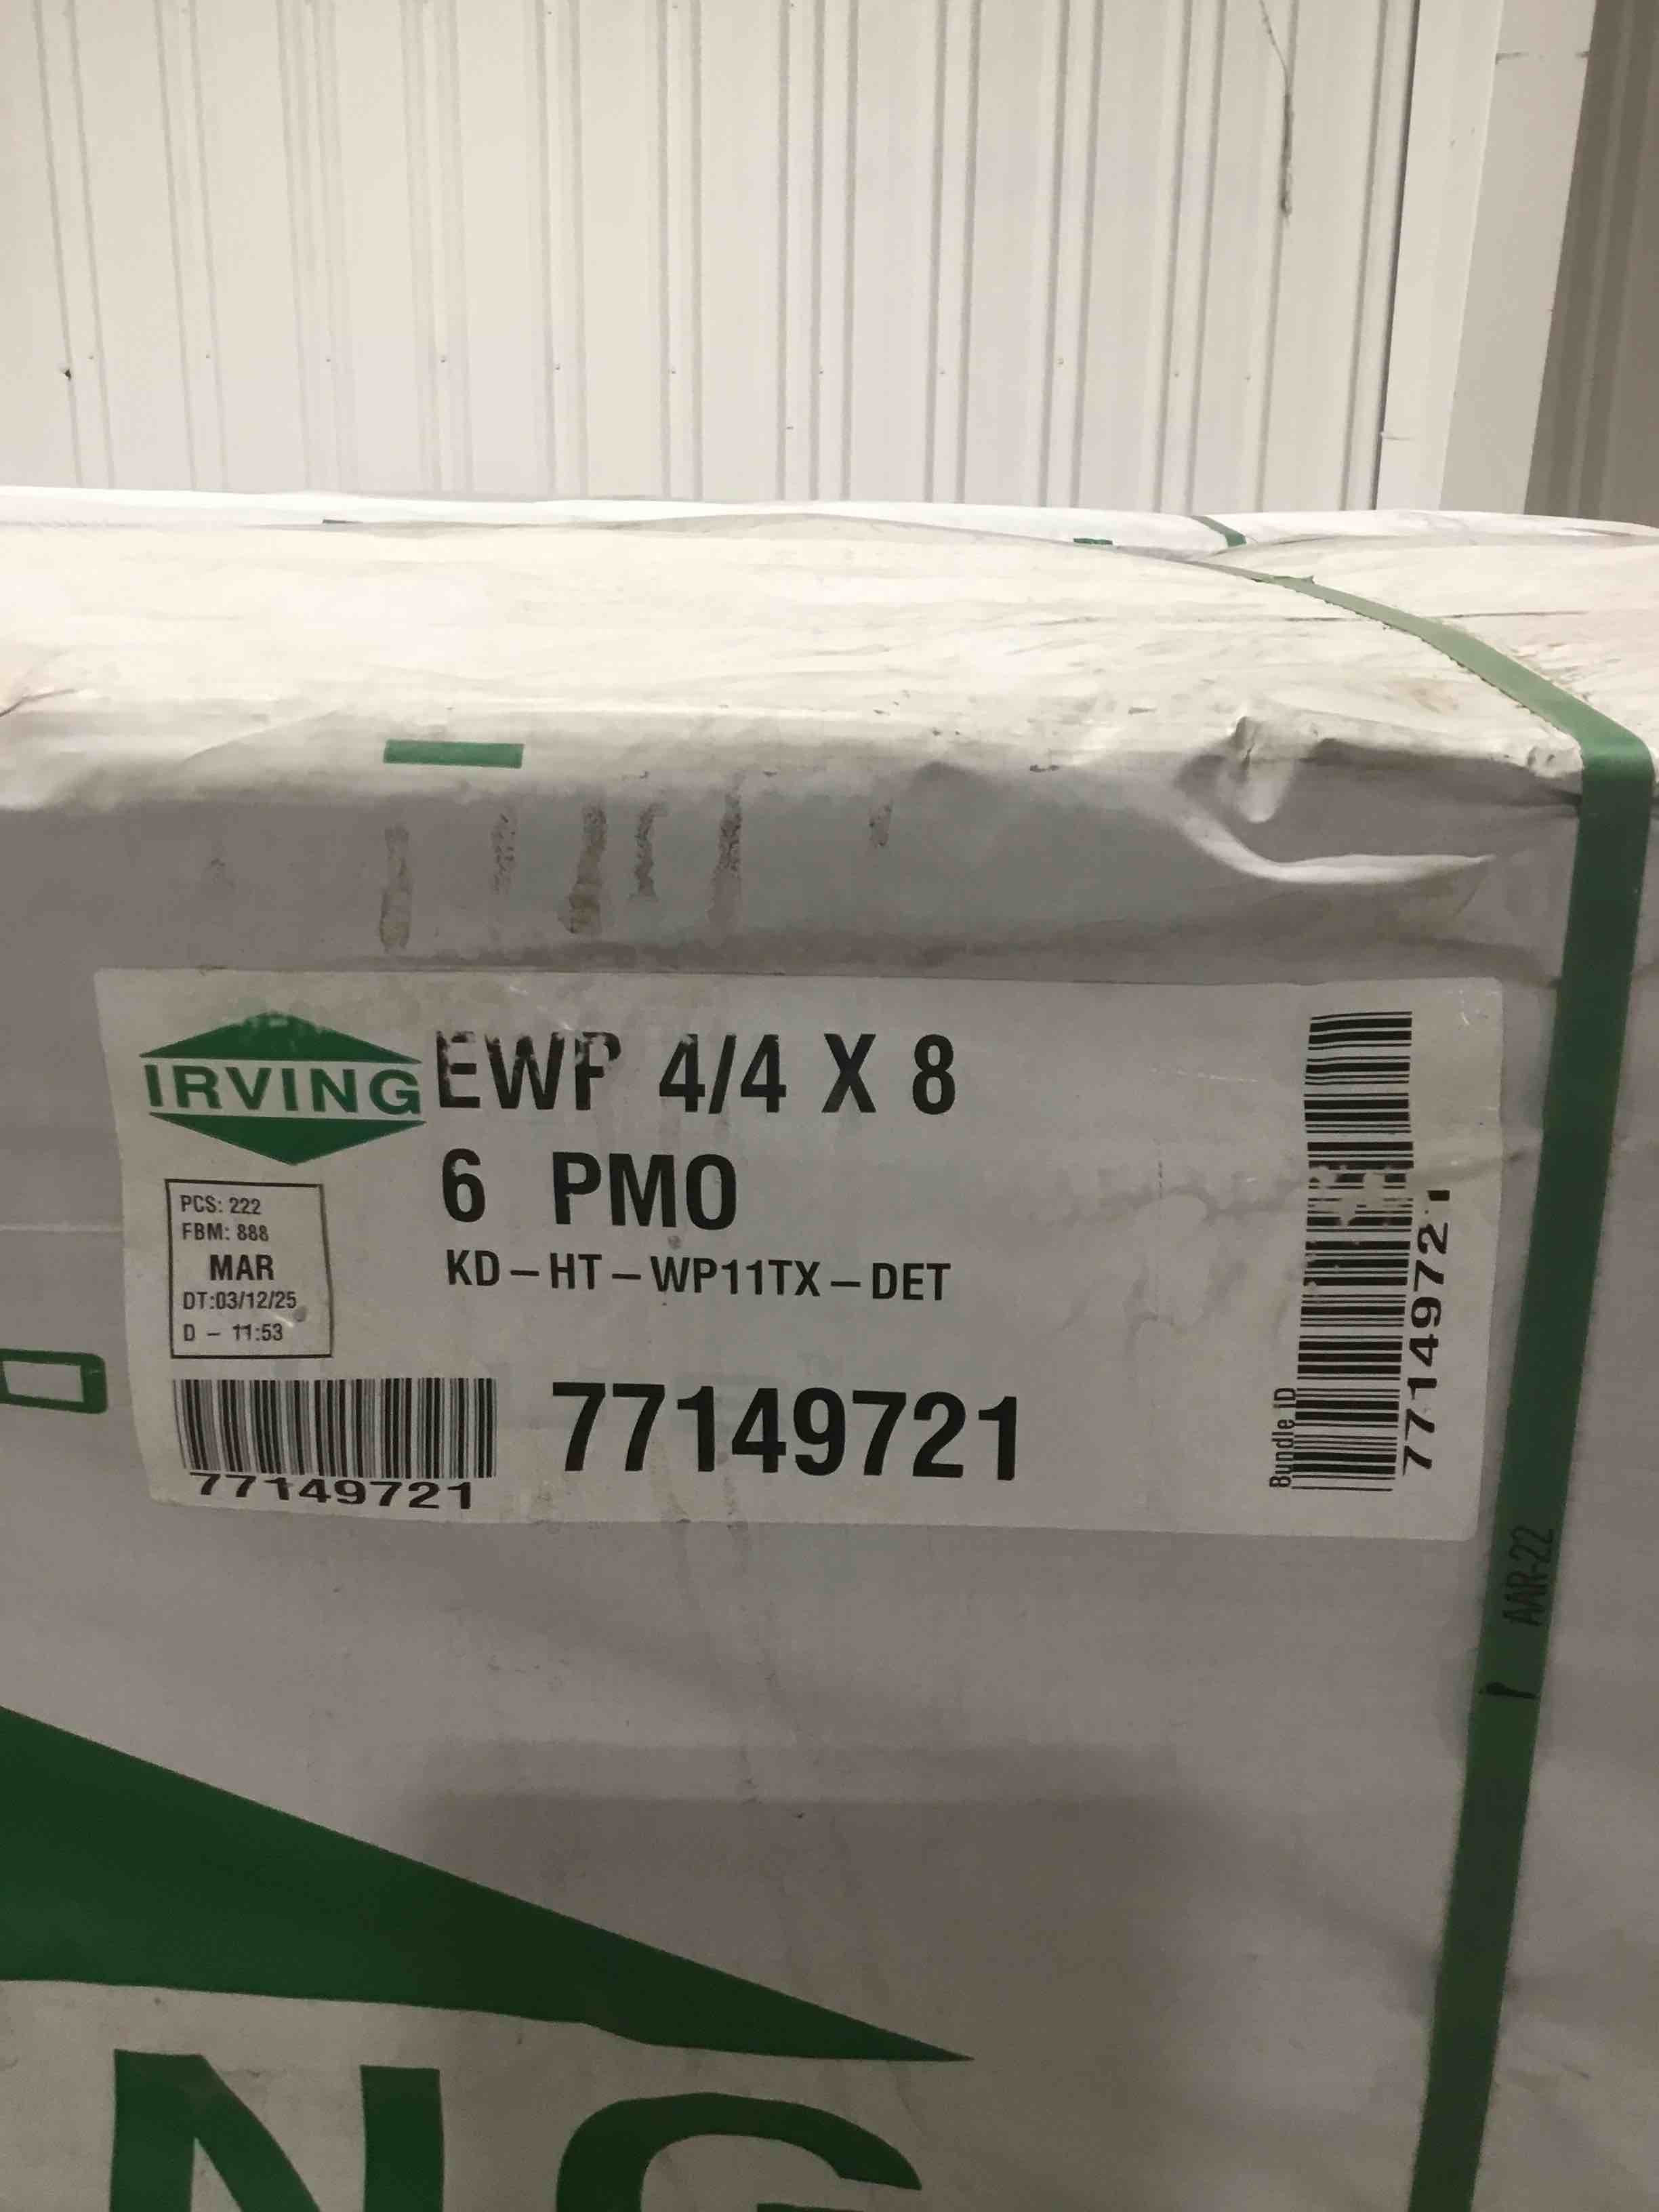 IRVING
EWP 4/4 X 8
6 PMO
KD-HT-WP11TX-DET
PCS: 222
FBM: 888
MAR
DT:03/12/25
D - 11:53
77149721
77149721
Bundle ID
77149721
AAR-22
NG